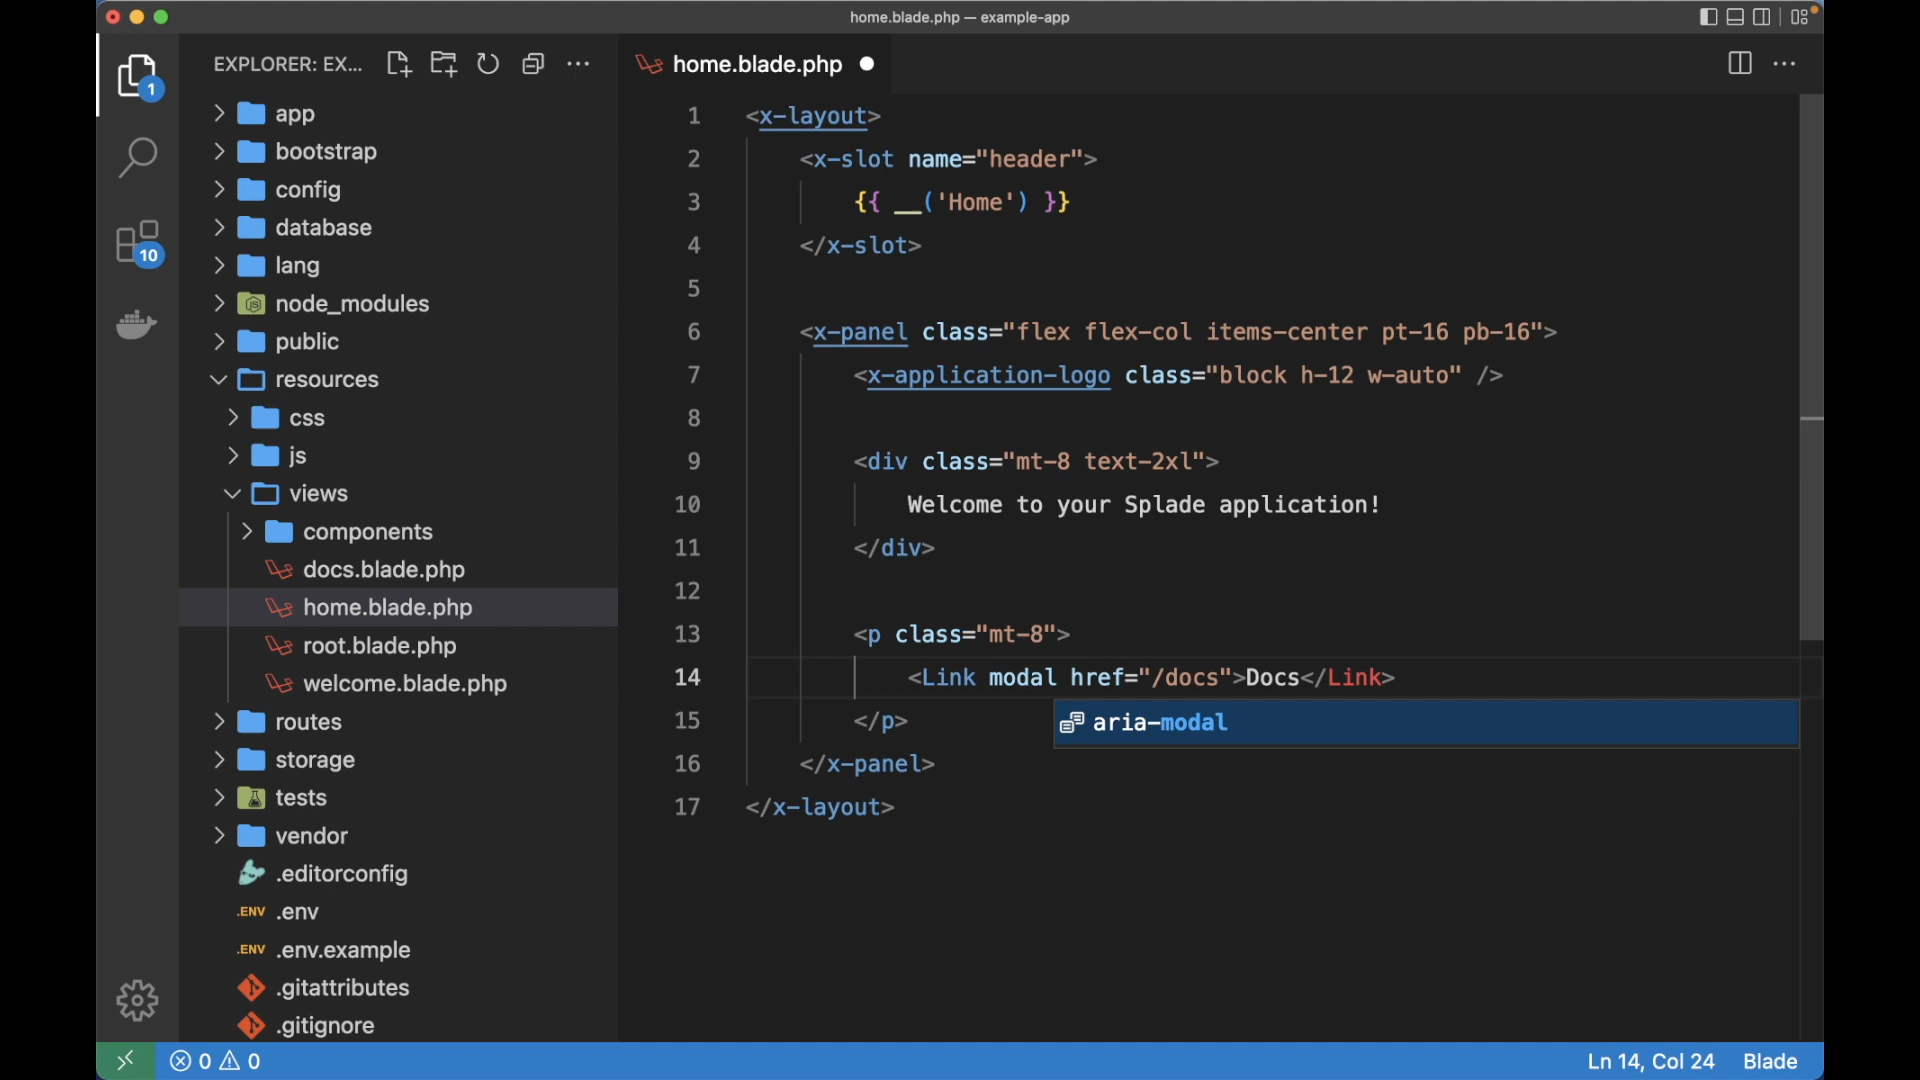 home.blade.php — example-app
EXPLORER: EX...
home.blade.php
1
10
app
bootstrap
config
database
lang
node_modules
public
resources
css
js
views
components
docs.blade.php
home.blade.php
root.blade.php
welcome.blade.php
routes
storage
tests
vendor
.editorconfig
.ENV .env
.ENV .env.example
.gitattributes
.gitignore
1 <x-layout>
2 <x-slot name="header">
3 {{ __('Home') }}
4 </x-slot>
5
6 <x-panel class="flex flex-col items-center pt-16 pb-16">
7 <x-application-logo class="block h-12 w-auto" />
8
9 <div class="mt-8 text-2xl">
10 Welcome to your Splade application!
11 </div>
12
13 <p class="mt-8">
14 <Link modal href="/docs">Docs</Link>
15 </p>
aria-modal
16 </x-panel>
17 </x-layout>
0 0
Ln 14, Col 24 Blade